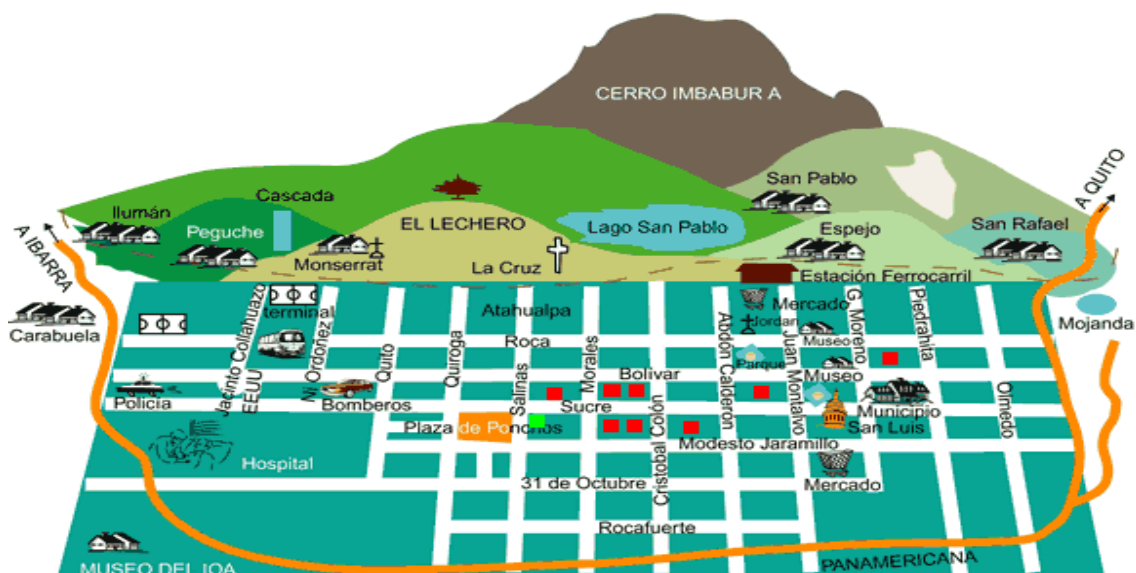 CERRO IMBABUR A
A QUITO
San Pablo
Cascada
Ilumán
EL LECHERO
Lago San Pablo
Espejo
San Rafael
Peguche
A IBARRA
Monserrat
La Cruz
Estación Ferrocarril
Carabuela
terminal
Atahualpa
Mercado
Jordan
Mojanda
Jacinto Collahuazo
EEUU
Ordoñez
Quito
Quiroga
Salinas
Morales
Cristobal Colón
Abdón Calderon
Juan Montalvo
G Moreno
Piedrahita
Olmedo
Roca
Museo
Parque
Museo
Bolivar
Policia
Bomberos
Sucre
Municipio
Plaza de Ponchos
San Luis
Modesto Jaramillo
Hospital
31 de Octubre
Mercado
Rocafuerte
PANAMERICANA
MUSEO DEL